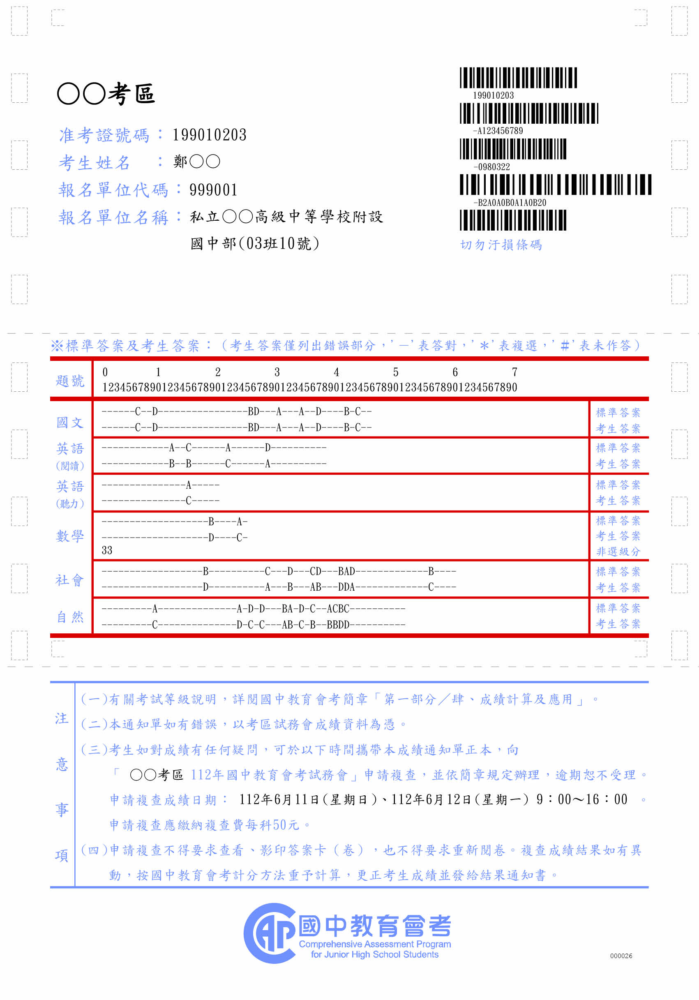 ○○考區
准考證號碼：199010203
考生姓名　：鄭○○
報名單位代碼：999001
報名單位名稱：私立○○高級中等學校附設
國中部(03班10號)
199010203
-A123456789
-0980322
-B2A0A0B0A1A0B20
切勿汙損條碼
※標準答案及考生答案：（考生答案僅列出錯誤部分，'－'表答對，'＊'表複選，'＃'表未作答）
題號
0 1 2 3 4 5 6 7
1234567890123456789012345678901234567890123456789012345678901234567890
國文
------C--D----------------BD---A---A--D----B-C-- 標準答案
------C--D----------------BD---A---A--D----B-C-- 考生答案
英語
(閱讀)
------------A--C------A------D---------- 標準答案
------------B--B------C------A---------- 考生答案
英語
(聽力)
---------------A----- 標準答案
---------------C----- 考生答案
數學
-------------------B----A- 標準答案
-------------------D----C- 考生答案
33 非選級分
社會
------------------B----------C---D---CD---BAD-------------B---- 標準答案
------------------D----------A---B---AB---DDA-------------C---- 考生答案
自然
---------A--------------A-D-D---BA-D-C--ACBC---------- 標準答案
---------C--------------D-C-C---AB-C-B--BBDD---------- 考生答案
注意事項
(一)有關考試等級說明，詳閱國中教育會考簡章「第一部分／肆、成績計算及應用」。
(二)本通知單如有錯誤，以考區試務會成績資料為憑。
(三)考生如對成績有任何疑問，可於以下時間攜帶本成績通知單正本，向
「 ○○考區 112年國中教育會考試務會」申請複查，並依簡章規定辦理，逾期恕不受理。
申請複查成績日期： 112年6月11日(星期日)、112年6月12日(星期一) 9：00～16：00 。
申請複查應繳納複查費每科50元。
(四)申請複查不得要求查看、影印答案卡（卷），也不得要求重新閱卷。複查成績結果如有異
動，按國中教育會考計分方法重予計算，更正考生成績並發給結果通知書。
CAP
國中教育會考
Comprehensive Assessment Program
for Junior High School Students
000026